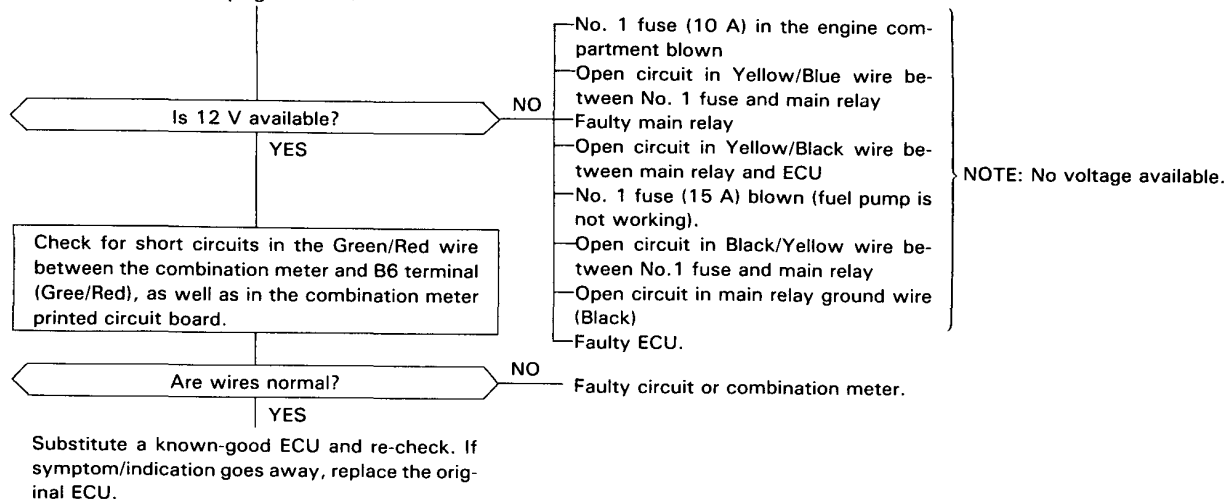 No. 1 fuse (10 A) in the engine com-
partment blown
Open circuit in Yellow/Blue wire be-
tween No. 1 fuse and main relay
Is 12 V available?
NO
YES
Faulty main relay
Open circuit in Yellow/Black wire be-
tween main relay and ECU
No. 1 fuse (15 A) blown (fuel pump is
not working).
Open circuit in Black/Yellow wire be-
tween No.1 fuse and main relay
Open circuit in main relay ground wire
(Black)
Faulty ECU.
NOTE: No voltage available.
Check for short circuits in the Green/Red wire
between the combination meter and B6 terminal
(Gree/Red), as well as in the combination meter
printed circuit board.
Are wires normal?
NO
Faulty circuit or combination meter.
YES
Substitute a known-good ECU and re-check. If
symptom/indication goes away, replace the orig-
inal ECU.